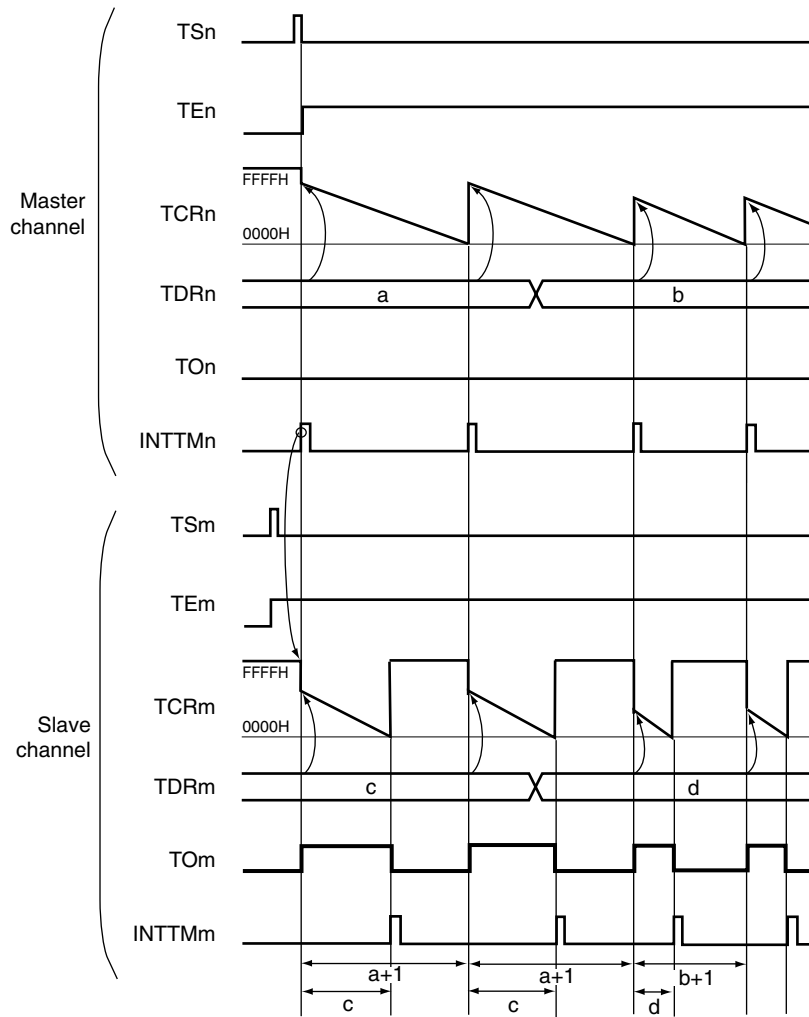 TSn
TEn
FFFFH
Master
channel
TCRn
0000H
TDRn
a
b
TOn
INTTMn
TSm
TEm
FFFFH
TCRm
Slave
channel
0000H
TDRm
c
d
TOm
INTTMm
a+1
a+1
b+1
c
c
d